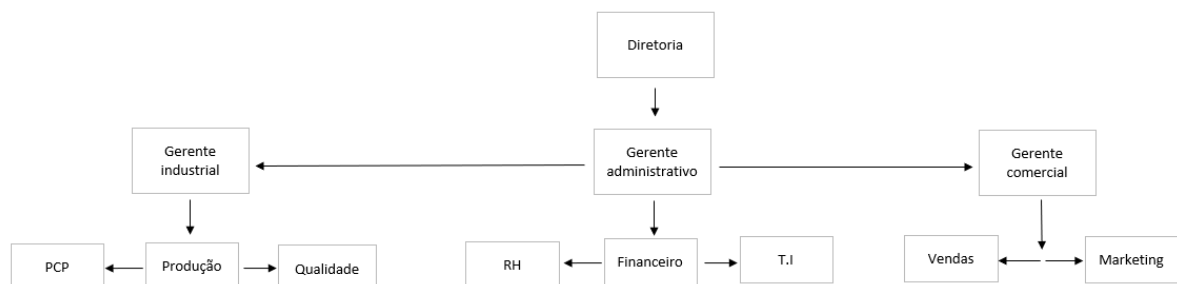 Diretoria
Gerente
industrial
Gerente
administrativo
Gerente
comercial
PCP
Produção
Qualidade
RH
Financeiro
T.I
Vendas
Marketing